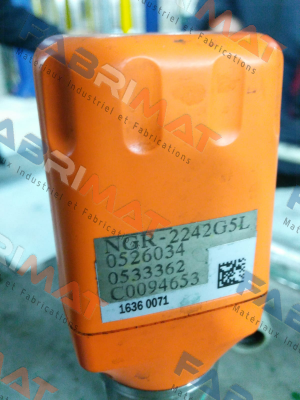 FABRIMAT
Matériaux Industriel et Fabrications
NGR-2242G5L
0526034
0533362
C0094653
1636 0071